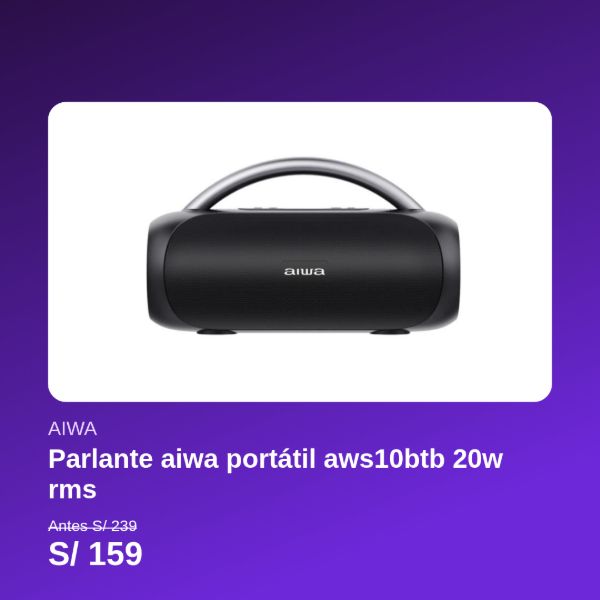 aiwa
AIWA
Parlante aiwa portátil aws10btb 20w
rms
Antes S/ 239
S/ 159